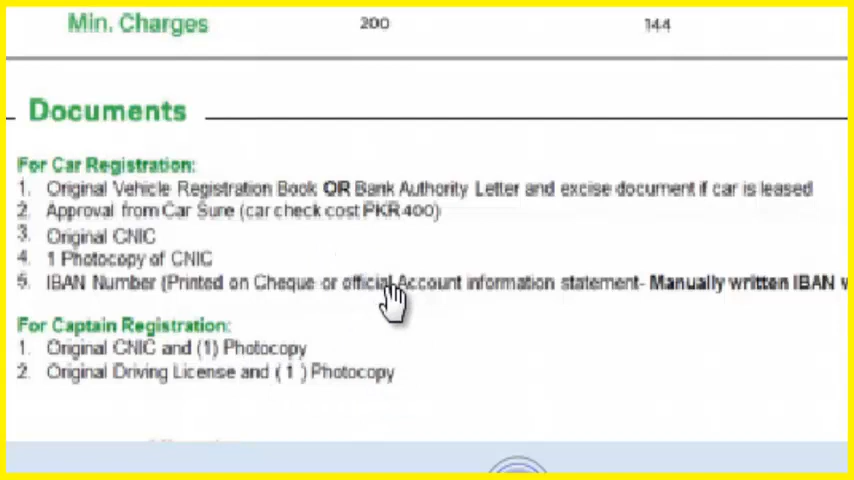 Min. Charges 200 144
Documents
For Car Registration:
1. Original Vehicle Registration Book OR Bank Authority Letter and excise document if car is leased
2. Approval from Car Sure (car check cost PKR 400)
3. Original CNIC
4. 1 Photocopy of CNIC
5. IBAN Number (Printed on Cheque or official Account information statement- Manually written IBAN
For Captain Registration:
1. Original CNIC and (1) Photocopy
2. Original Driving License and ( 1 ) Photocopy